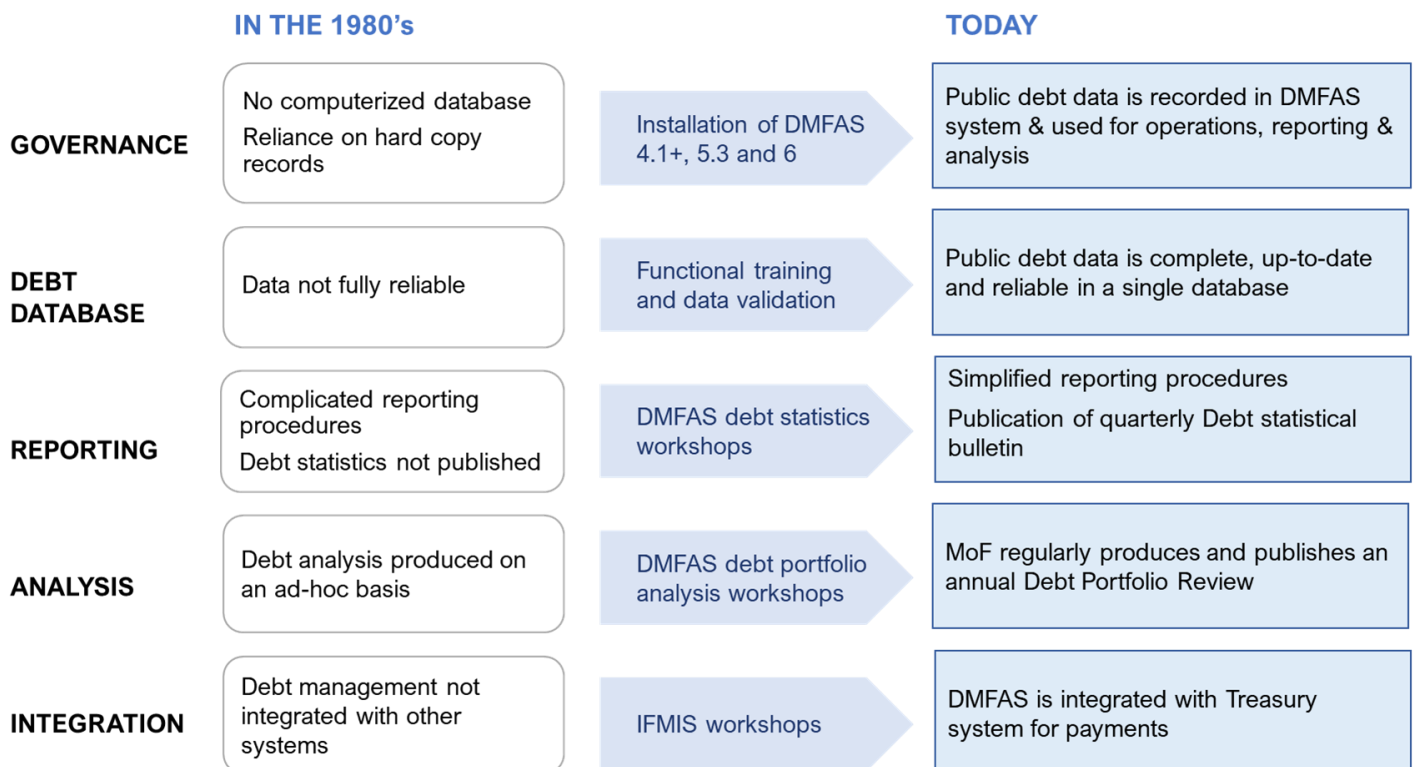 IN THE 1980's
TODAY
GOVERNANCE
No computerized database
Reliance on hard copy
records
Installation of DMFAS
4.1+, 5.3 and 6
Public debt data is recorded in DMFAS
system & used for operations, reporting &
analysis
DEBT
DATABASE
Data not fully reliable
Functional training
and data validation
Public debt data is complete, up-to-date
and reliable in a single database
REPORTING
Complicated reporting
procedures
Debt statistics not published
DMFAS debt statistics
workshops
Simplified reporting procedures
Publication of quarterly Debt statistical
bulletin
ANALYSIS
Debt analysis produced on
an ad-hoc basis
DMFAS debt portfolio
analysis workshops
MoF regularly produces and publishes an
annual Debt Portfolio Review
INTEGRATION
Debt management not
integrated with other
systems
IFMIS workshops
DMFAS is integrated with Treasury
system for payments